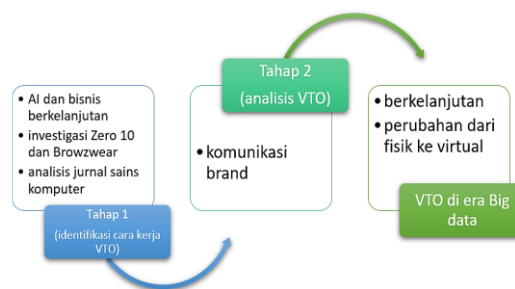 • AI dan bisnis
berkelanjutan
• investigasi Zero 10
dan Browzwear
• analisis jurnal sains
komputer
Tahap 1
(identifikasi cara kerja
VTO)
Tahap 2
(analisis VTO)
• komunikasi
brand
• berkelanjutan
• perubahan dari
fisik ke virtual
VTO di era Big
data